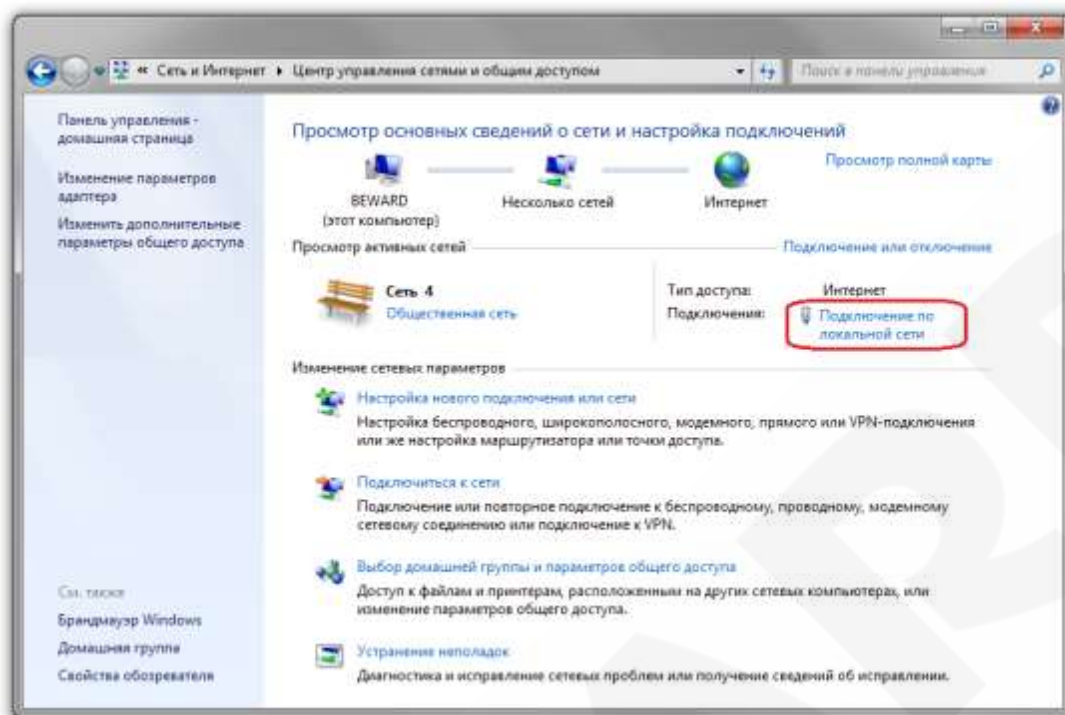 « Сеть и Интернет ▸ Центр управления сетями и общим доступом
Поиск в панели управления
Панель управления -
домашняя страница
Изменение параметров
адаптера
Изменить дополнительные
параметры общего доступа
Просмотр основных сведений о сети и настройка подключений
Просмотр полной карты
BEWARD
(этот компьютер)
Несколько сетей
Интернет
Просмотр активных сетей
Подключение или отключение
Сеть 4
Общественная сеть
Тип доступа:
Интернет
Подключения:
Подключение по
локальной сети
Изменение сетевых параметров
Настройка нового подключения или сети
Настройка беспроводного, широкополосного, модемного, прямого или VPN-подключения
или же настройка маршрутизатора или точки доступа.
Подключиться к сети
Подключение или повторное подключение к беспроводному, проводному, модемному
сетевому соединению или подключение к VPN.
Выбор домашней группы и параметров общего доступа
Доступ к файлам и принтерам, расположенным на других сетевых компьютерах, или
изменение параметров общего доступа.
Устранение неполадок
Диагностика и исправление сетевых проблем или получение сведений об исправлении.
См. также
Брандмауэр Windows
Домашняя группа
Свойства обозревателя